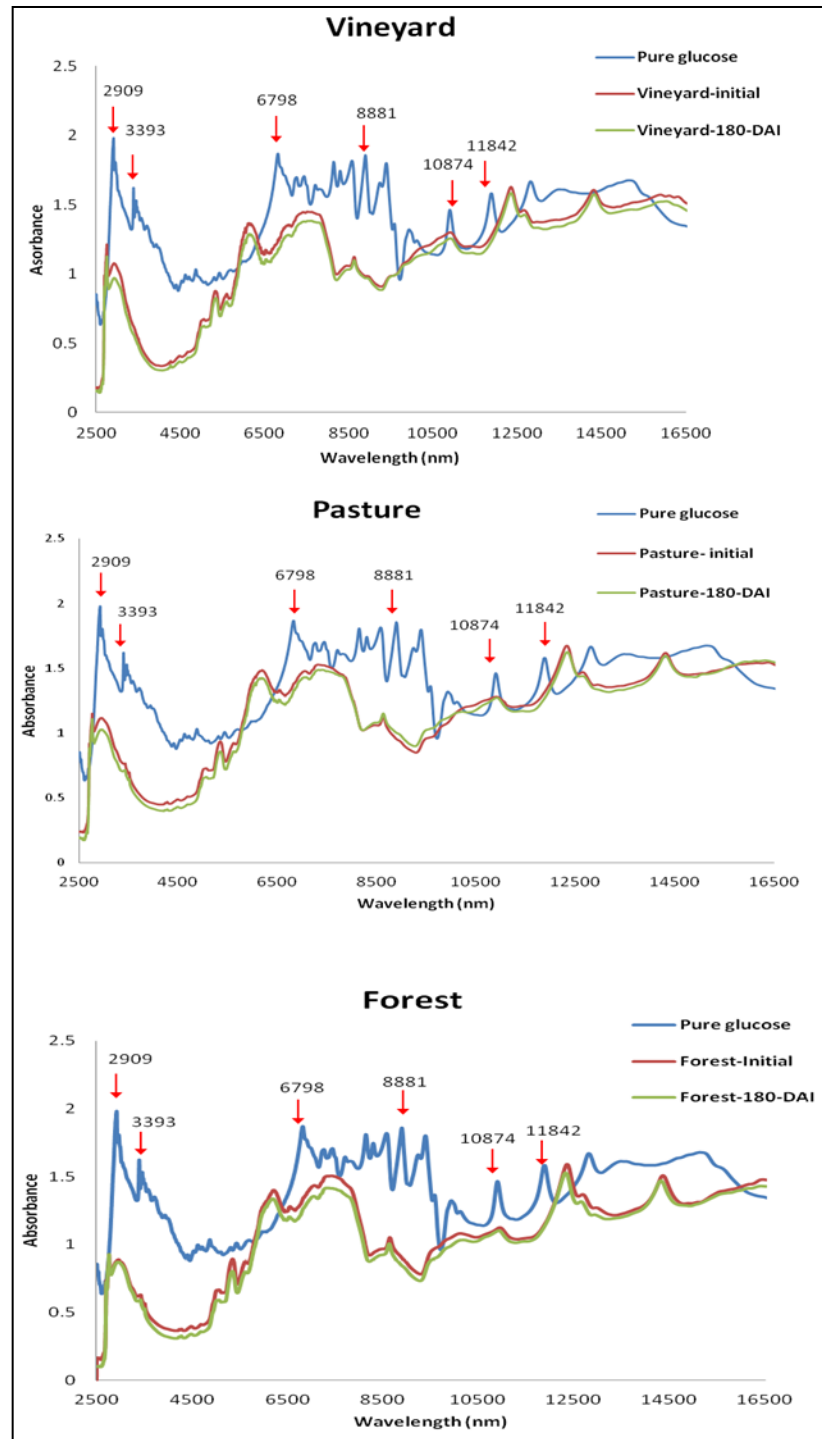 Vineyard
2.5
2
1.5
1
0.5
0
Asorbance
2909
3393
6798
8881
10874
11842
Pure glucose
Vineyard-initial
Vineyard-180-DAI
2500 4500 6500 8500 10500 12500 14500 16500
Wavelength (nm)
Pasture
2.5
2
1.5
1
0.5
0
Absorbance
2909
3393
6798
8881
10874
11842
Pure glucose
Pasture- initial
Pasture-180-DAI
2500 4500 6500 8500 10500 12500 14500 16500
Wavelength (nm)
Forest
2.5
2
1.5
1
0.5
0
Absorbance
2909
3393
6798
8881
10874
11842
Pure glucose
Forest-Initial
Forest-180-DAI
2500 4500 6500 8500 10500 12500 14500 16500
Wavelength (nm)